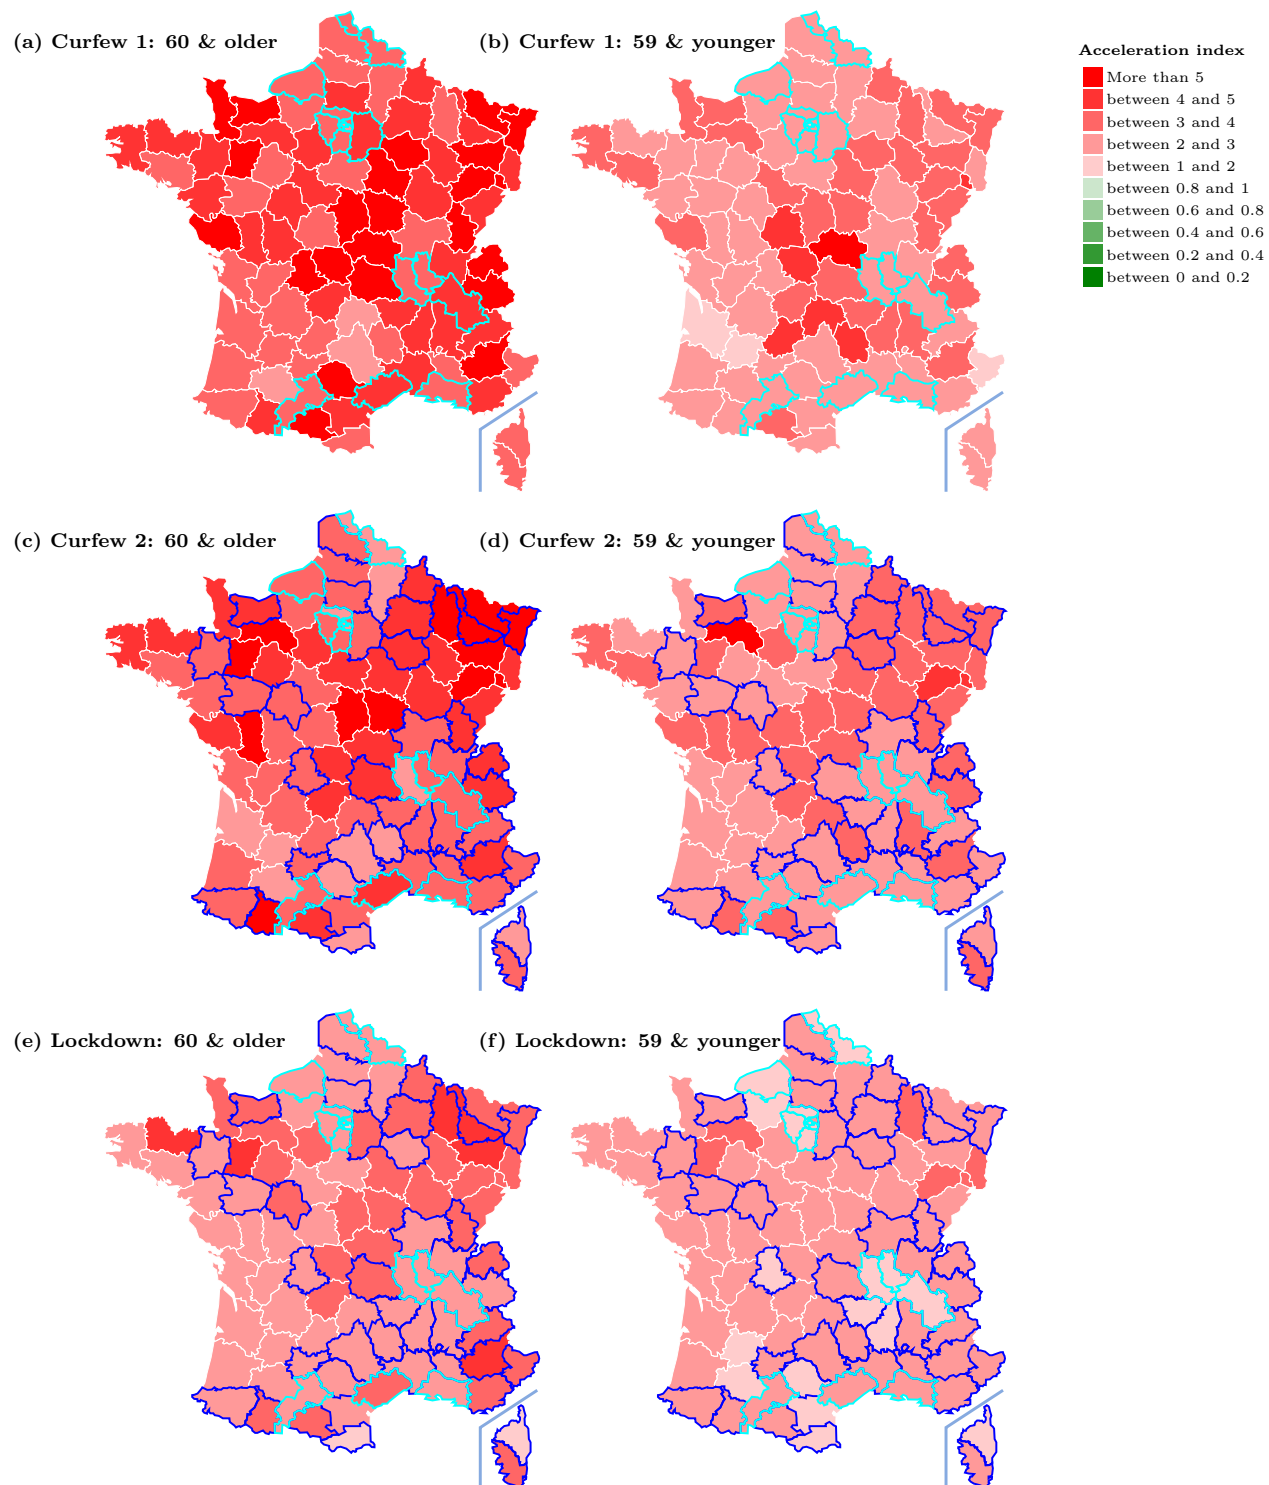 (a) Curfew 1: 60 & older
(b) Curfew 1: 59 & younger
Acceleration index
More than 5
between 4 and 5
between 3 and 4
between 2 and 3
between 1 and 2
between 0.8 and 1
between 0.6 and 0.8
between 0.4 and 0.6
between 0.2 and 0.4
between 0 and 0.2
(c) Curfew 2: 60 & older
(d) Curfew 2: 59 & younger
(e) Lockdown: 60 & older
(f) Lockdown: 59 & younger